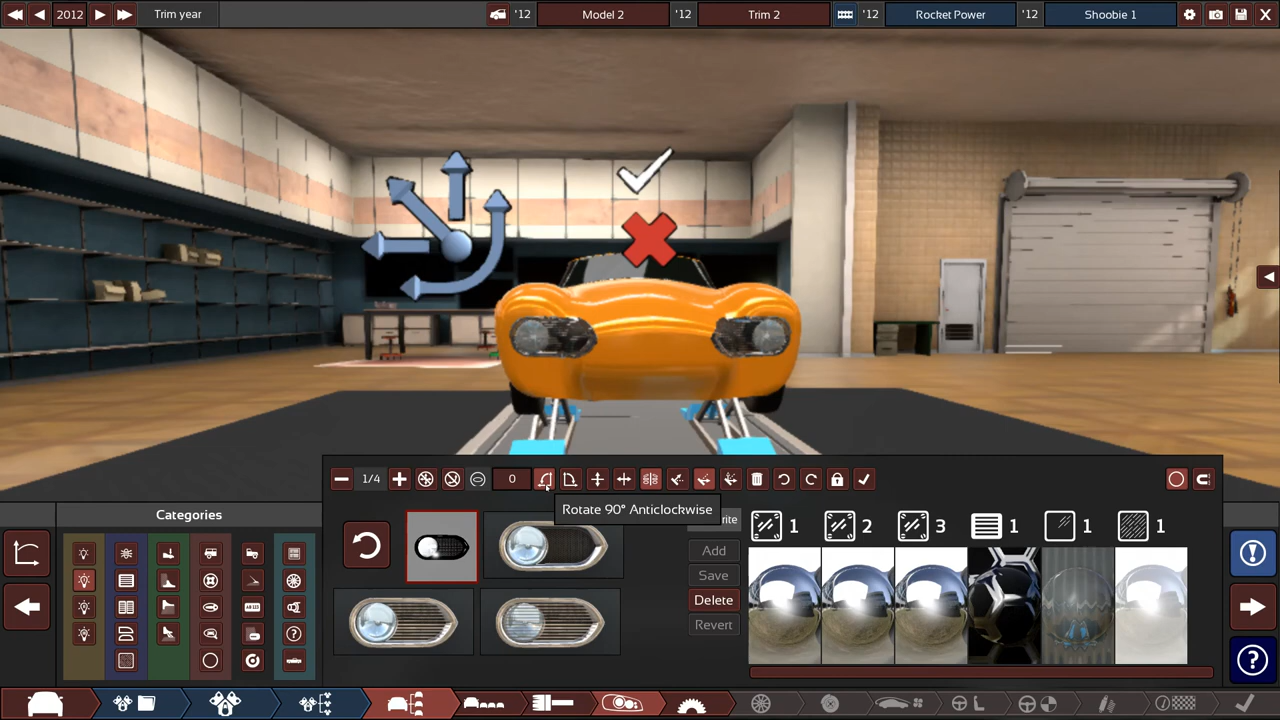 2012 Trim year '12 Model 2 '12 Trim 2 '12 Rocket Power '12 Shoobie 1
1/4 0
Rotate 90° Anticlockwise
Categories
Add
Save
Delete
Revert
1 2 3 1 1 1